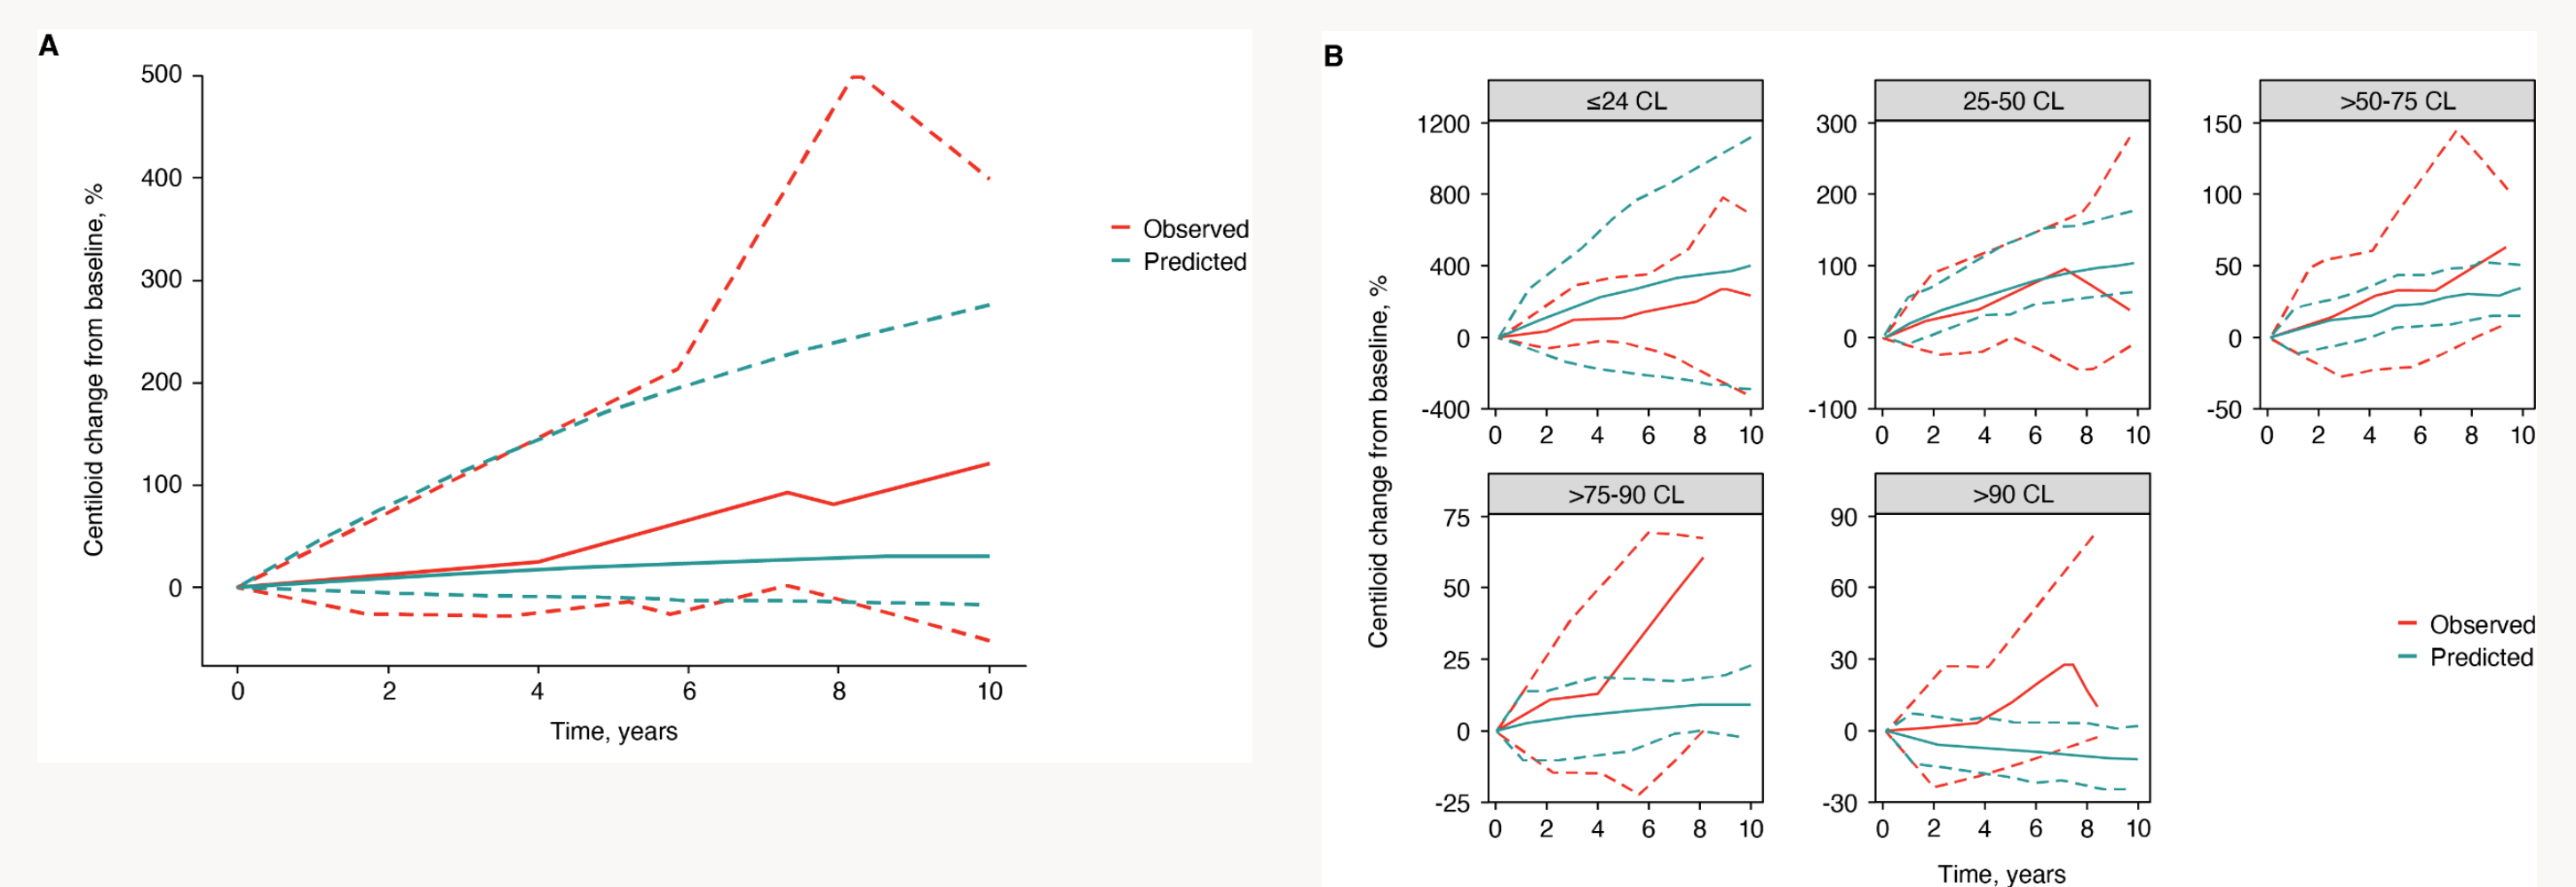 A
Centiloid change from baseline, %
500
400
300
200
100
0
0 2 4 6 8 10
Time, years
Observed
Predicted
B
Centiloid change from baseline, %
≤24 CL
1200
800
400
0
-400
0 2 4 6 8 10
25-50 CL
300
200
100
0
-100
0 2 4 6 8 10
>50-75 CL
150
100
50
0
-50
0 2 4 6 8 10
>75-90 CL
75
50
25
0
-25
0 2 4 6 8 10
>90 CL
90
60
30
0
-30
0 2 4 6 8 10
Time, years
Observed
Predicted